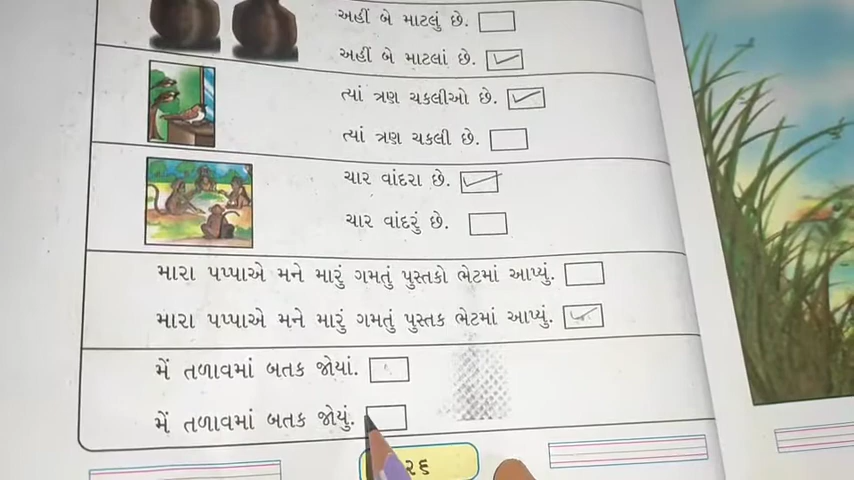 અહીં બે માટલું છે.
અહીં બે માટલાં છે.
ત્યાં ત્રણ ચકલીઓ છે.
ત્યાં ત્રણ ચકલી છે.
ચાર વાંદરા છે.
ચાર વાંદરું છે.
મારા પપ્પાએ મને મારું ગમતું પુસ્તકો ભેટમાં આપ્યું.
મારા પપ્પાએ મને મારું ગમતું પુસ્તક ભેટમાં આપ્યું.
મેં તળાવમાં બતક જોયાં.
મેં તળાવમાં બતક જોયું.
૨૬